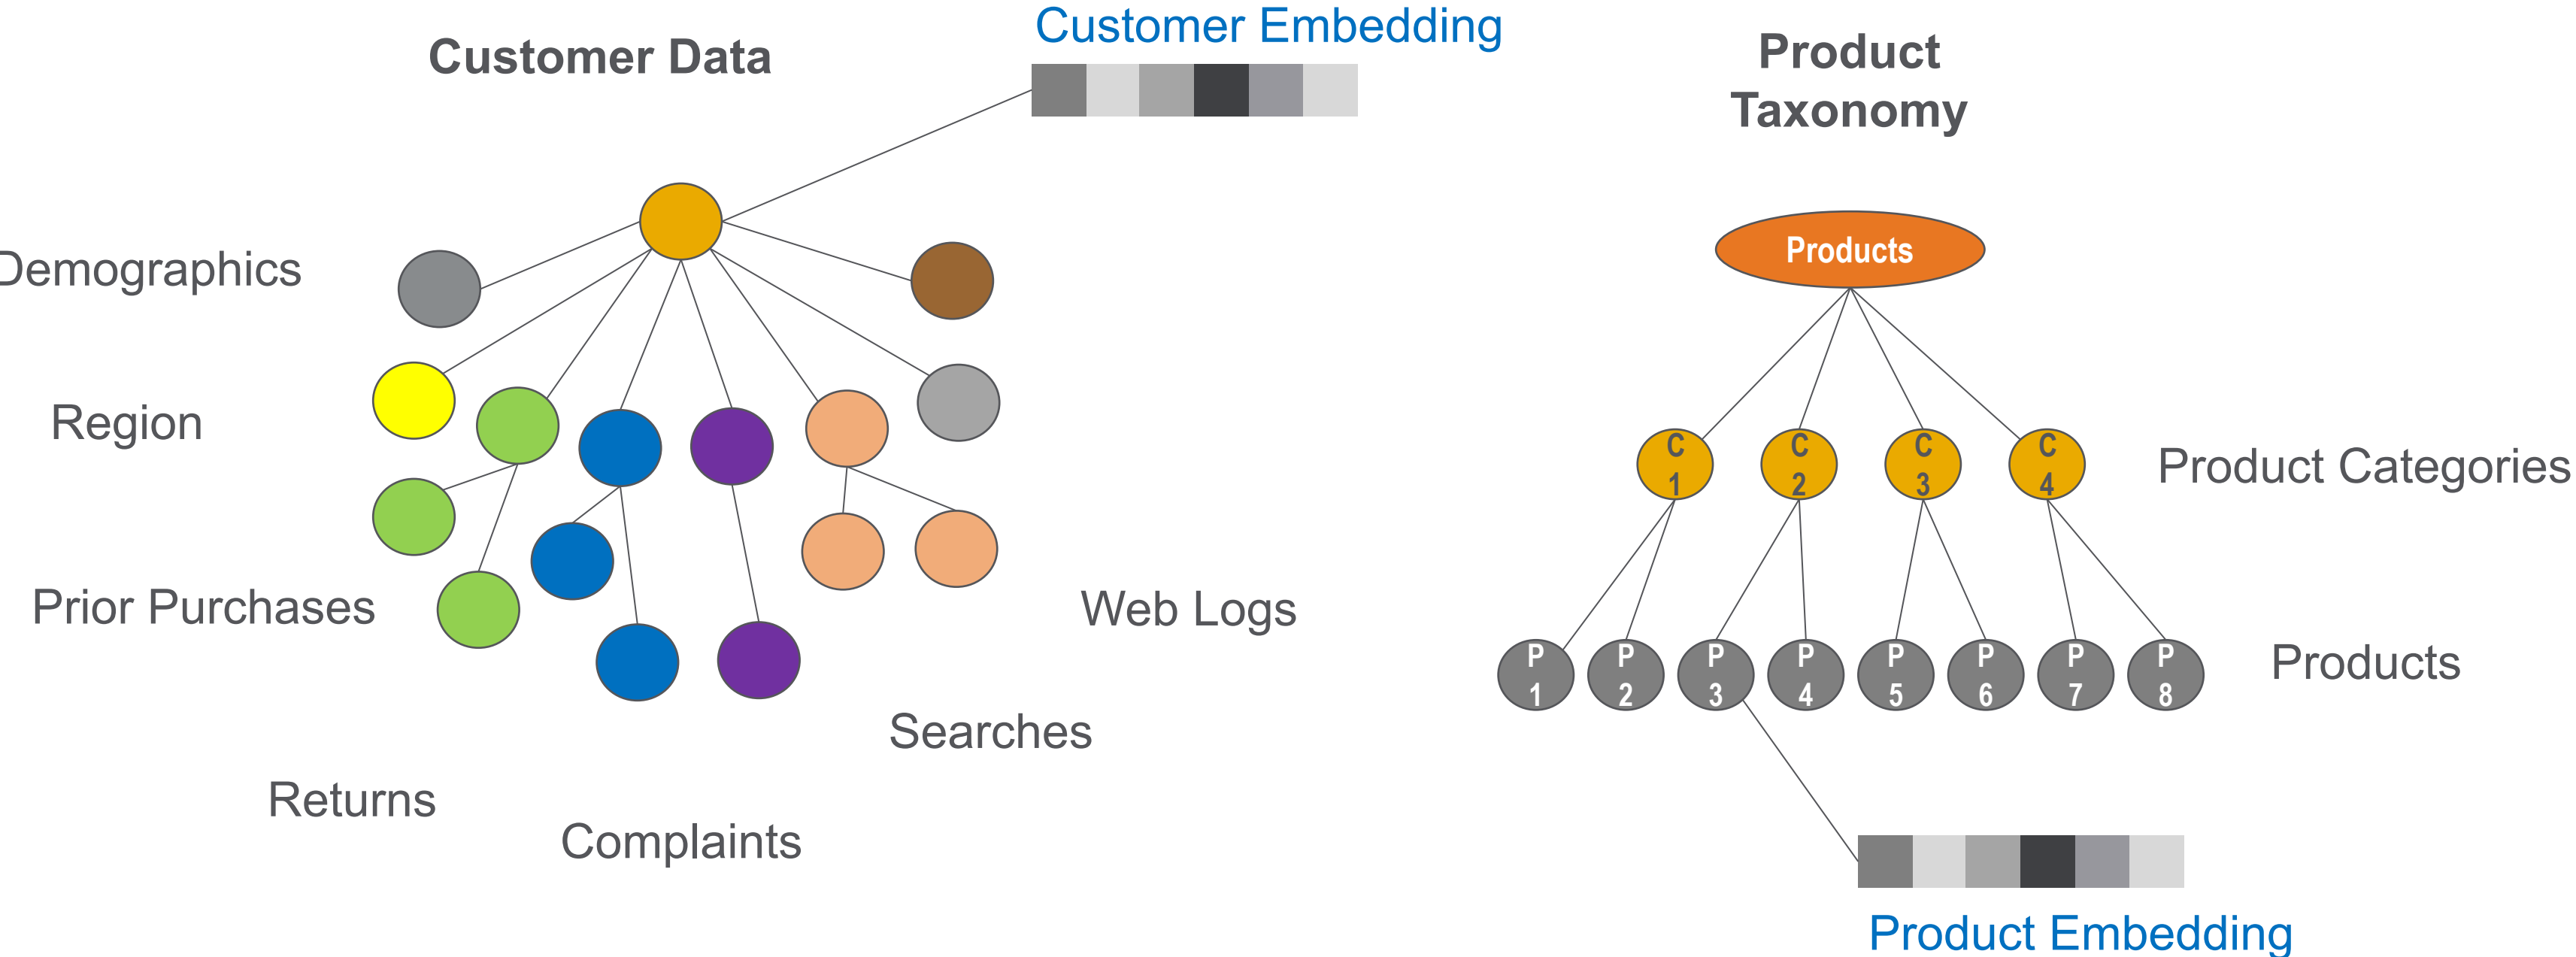 Customer Data
Customer Embedding
Demographics
Region
Prior Purchases
Returns
Complaints
Searches
Web Logs
Product
Taxonomy
Products
C
1
C
2
C
3
C
4
Product Categories
P
1
P
2
P
3
P
4
P
5
P
6
P
7
P
8
Products
Product Embedding